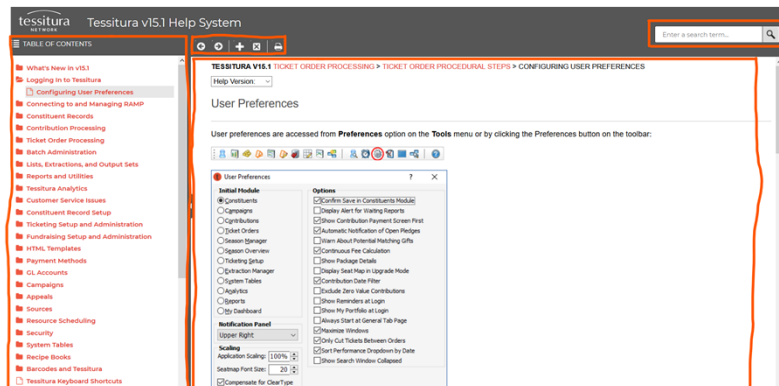 tessitura
NETWORK
Tessitura v15.1 Help System
Enter a search term...
TABLE OF CONTENTS
What's New in v15.1
Logging In to Tessitura
Configuring User Preferences
Connecting to and Managing RAMP
Constituent Records
Contribution Processing
Ticket Order Processing
Batch Administration
Lists, Extractions, and Output Sets
Reports and Utilities
Tessitura Analytics
Customer Service Issues
Constituent Record Setup
Ticketing Setup and Administration
Fundraising Setup and Administration
HTML Templates
Payment Methods
GL Accounts
Campaigns
Appeals
Sources
Resource Scheduling
Security
System Tables
Recipe Books
Barcodes and Tessitura
Tessitura Keyboard Shortcuts
TESSITURA V15.1 TICKET ORDER PROCESSING > TICKET ORDER PROCEDURAL STEPS > CONFIGURING USER PREFERENCES
Help Version:
User Preferences
User preferences are accessed from Preferences option on the Tools menu or by clicking the Preferences button on the toolbar:
User Preferences
Initial Module
Constituents
Campaigns
Contributions
Ticket Orders
Season Manager
Season Overview
Ticketing Setup
Extraction Manager
System Tables
Analytics
Reports
My Dashboard
Notification Panel
Upper Right
Scaling
Application Scaling: 100%
Seatmap Font Size: 20
Compensate for ClearType
Options
Confirm Save in Constituents Module
Display Alert for Waiting Reports
Show Contribution Payment Screen First
Automatic Notification of Open Pledges
Warn About Potential Matching Gifts
Continuous Fee Calculation
Show Package Details
Display Seat Map in Upgrade Mode
Contribution Date Filter
Exclude Zero Value Contributions
Show Reminders at Login
Show My Portfolio at Login
Always Start at General Tab Page
Maximize Windows
Only Cut Tickets Between Orders
Sort Performance Dropdown by Date
Show Search Window Collapsed